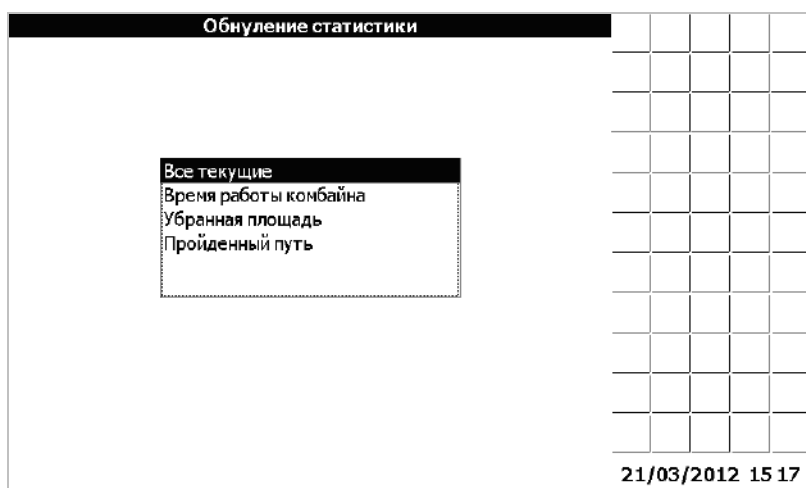 Обнуление статистики
Все текущие
Время работы комбайна
Убранная площадь
Пройденный путь
21/03/2012 15 17